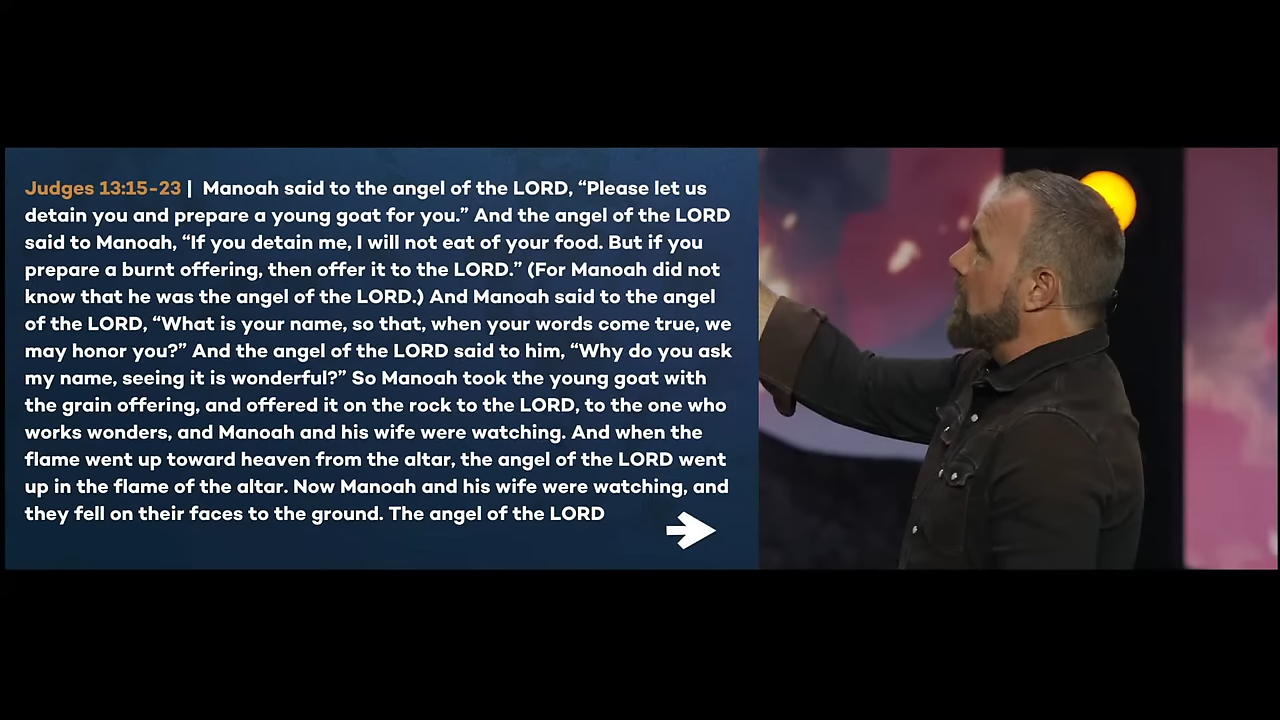 Judges 13:15-23 | Manoah said to the angel of the LORD, “Please let us
detain you and prepare a young goat for you.” And the angel of the LORD
said to Manoah, “If you detain me, I will not eat of your food. But if you
prepare a burnt offering, then offer it to the LORD.” (For Manoah did not
know that he was the angel of the LORD.) And Manoah said to the angel
of the LORD, “What is your name, so that, when your words come true, we
may honor you?” And the angel of the LORD said to him, “Why do you ask
my name, seeing it is wonderful?” So Manoah took the young goat with
the grain offering, and offered it on the rock to the LORD, to the one who
works wonders, and Manoah and his wife were watching. And when the
flame went up toward heaven from the altar, the angel of the LORD went
up in the flame of the altar. Now Manoah and his wife were watching, and
they fell on their faces to the ground. The angel of the LORD